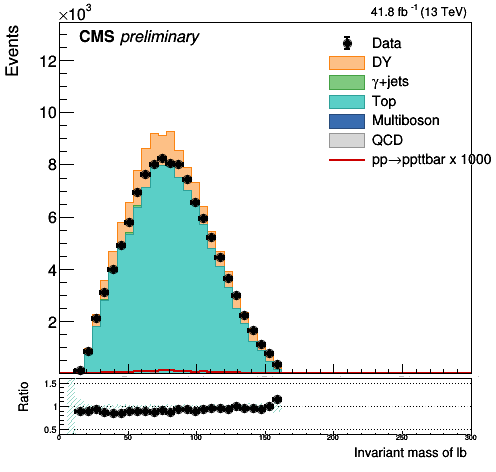 ×10³
41.8 fb⁻¹ (13 TeV)
CMS preliminary
Events
12
10
8
6
4
2
Data
DY
γ+jets
Top
Multiboson
QCD
pp→ppttbar x 1000
Ratio
1.5
1
0.5
0 50 100 150 200 250 300
Invariant mass of lb